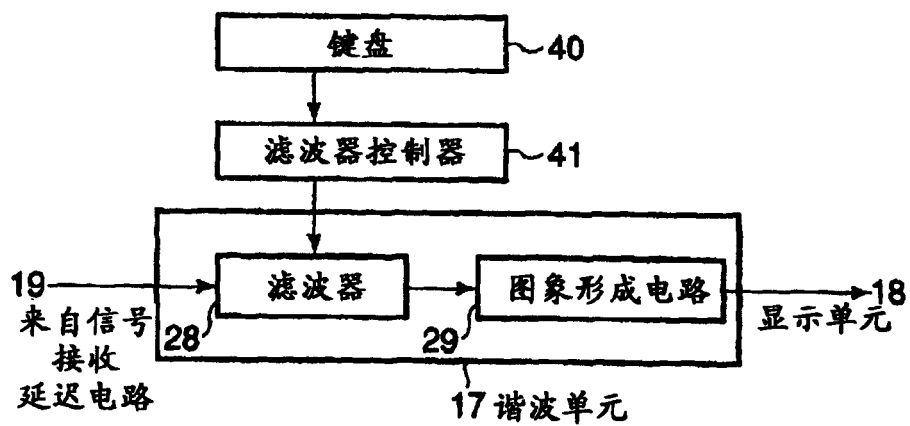 键盘
40
滤波器控制器
41
19
来自信号
接收
延迟电路
滤波器
28
图象形成电路
29
18
显示单元
17 谐波单元